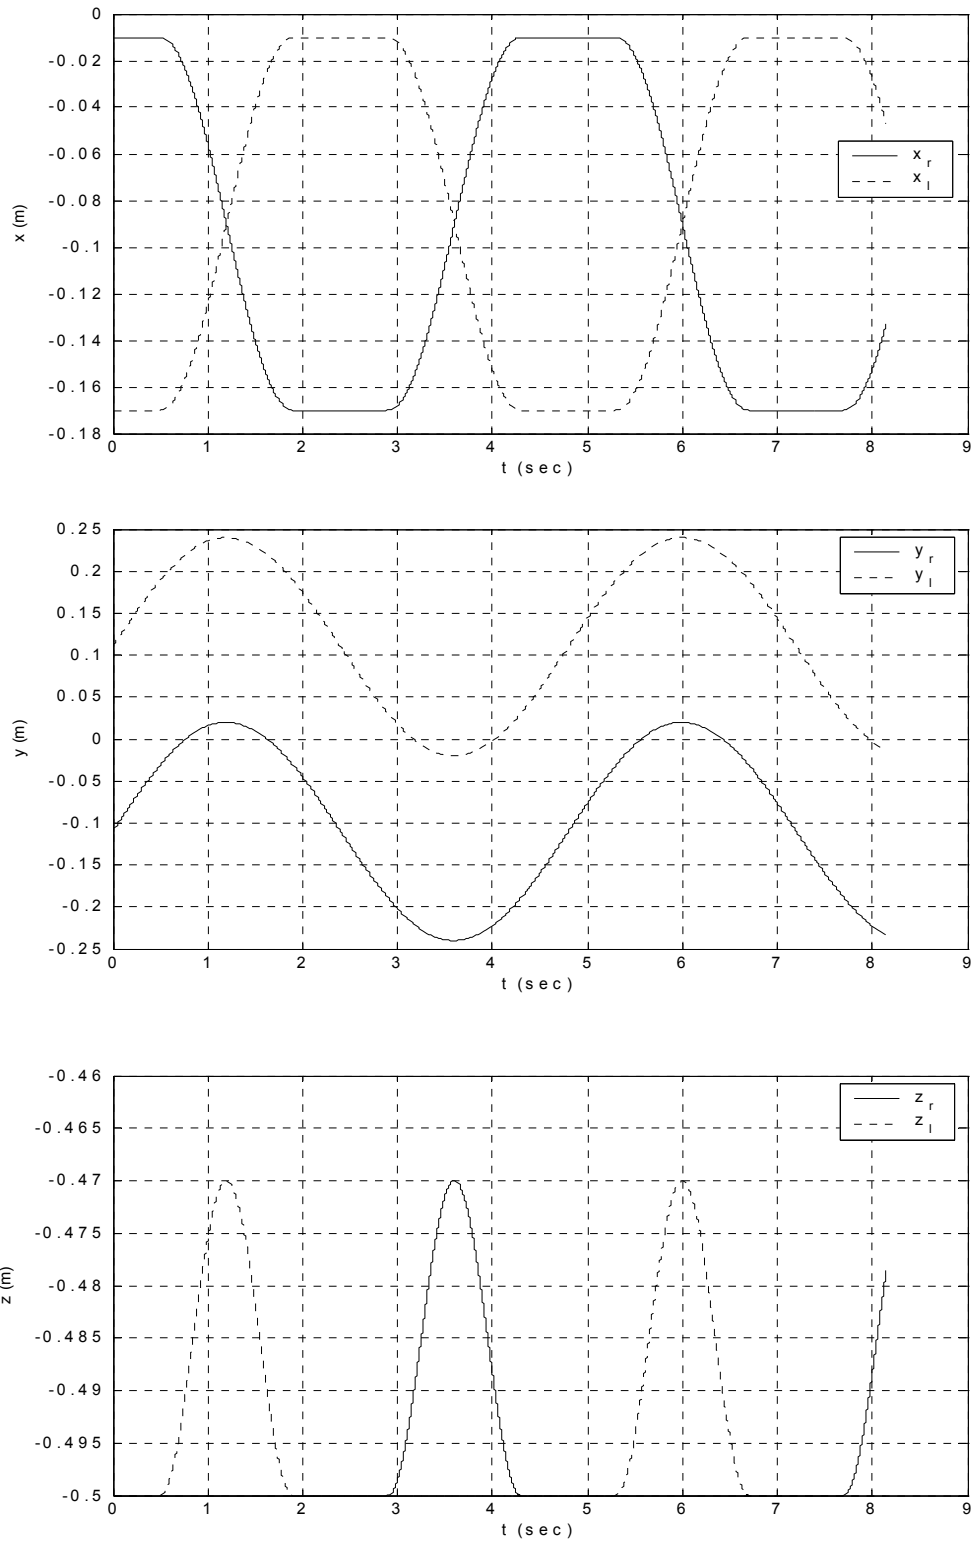 0
-0.02
-0.04
-0.06
-0.08
-0.1
-0.12
-0.14
-0.16
-0.18
x (m)
x r
x l
0 1 2 3 4 5 6 7 8 9
t (sec)
0.25
0.2
0.15
0.1
0.05
0
-0.05
-0.1
-0.15
-0.2
-0.25
y (m)
y r
y l
0 1 2 3 4 5 6 7 8 9
t (sec)
-0.46
-0.465
-0.47
-0.475
-0.48
-0.485
-0.49
-0.495
-0.5
z (m)
z r
z l
0 1 2 3 4 5 6 7 8 9
t (sec)